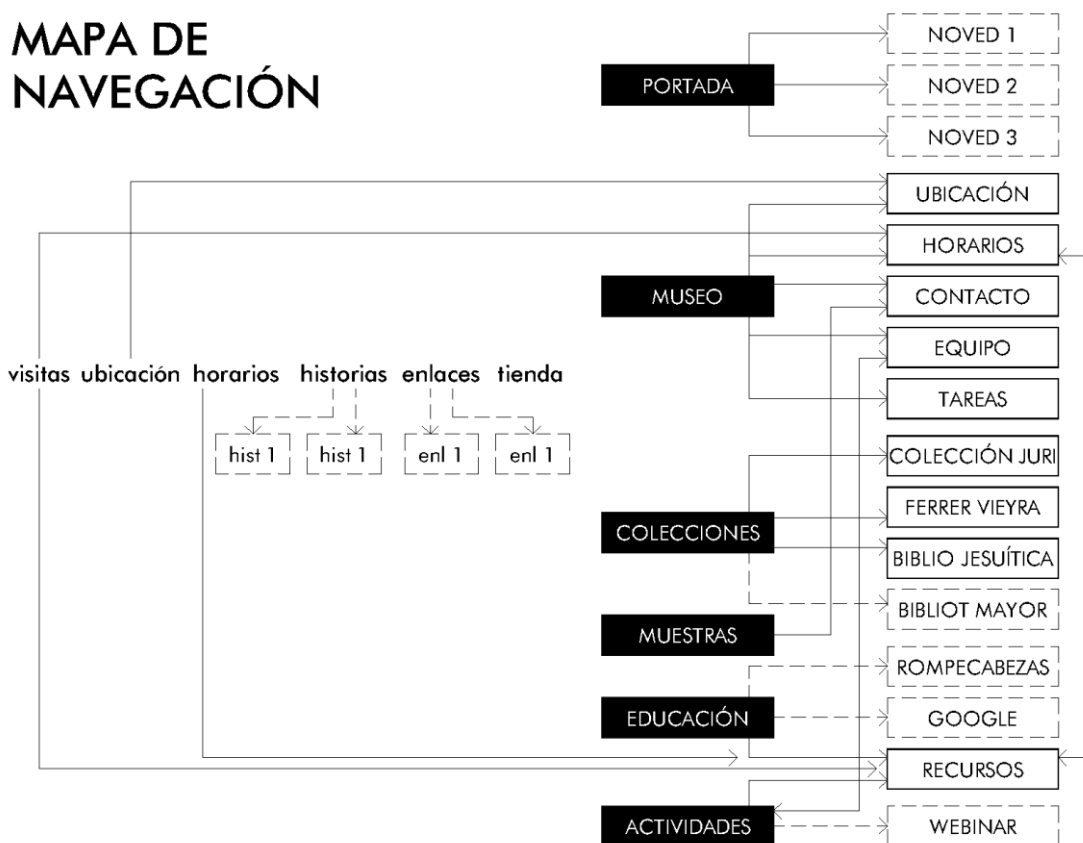 MAPA DE
NAVEGACIÓN
PORTADA
NOVED 1
NOVED 2
NOVED 3
MUSEO
UBICACIÓN
HORARIOS
CONTACTO
EQUIPO
TAREAS
visitas ubicación horarios historias enlaces tienda
hist 1 hist 1 enl 1 enl 1
COLECCIONES
COLECCIÓN JURI
FERRER VIEYRA
BIBLIO JESUÍTICA
BIBLIOT MAYOR
MUESTRAS
EDUCACIÓN
ROMPECABEZAS
GOOGLE
RECURSOS
ACTIVIDADES
WEBINAR